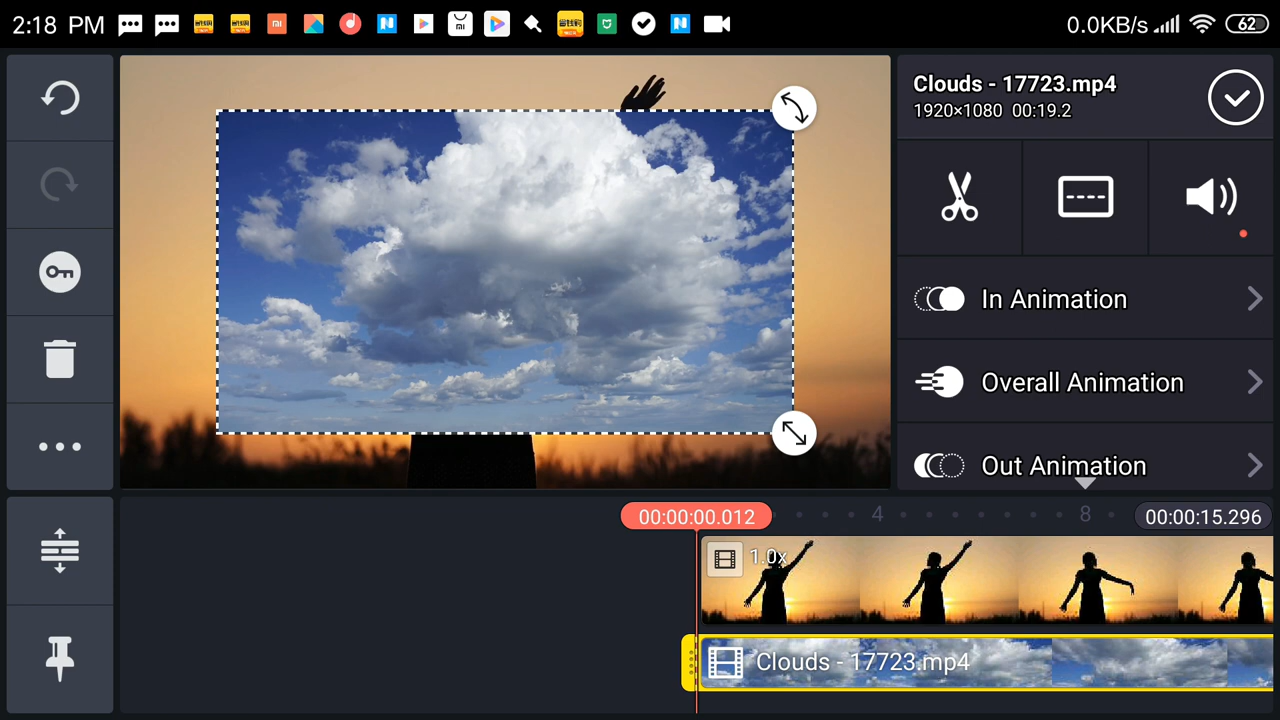 2:18 PM
0.0KB/s
62
Clouds - 17723.mp4
1920×1080 00:19.2
In Animation
Overall Animation
Out Animation
00:00:00.012
4
8
00:00:15.296
1.0x
Clouds - 17723.mp4